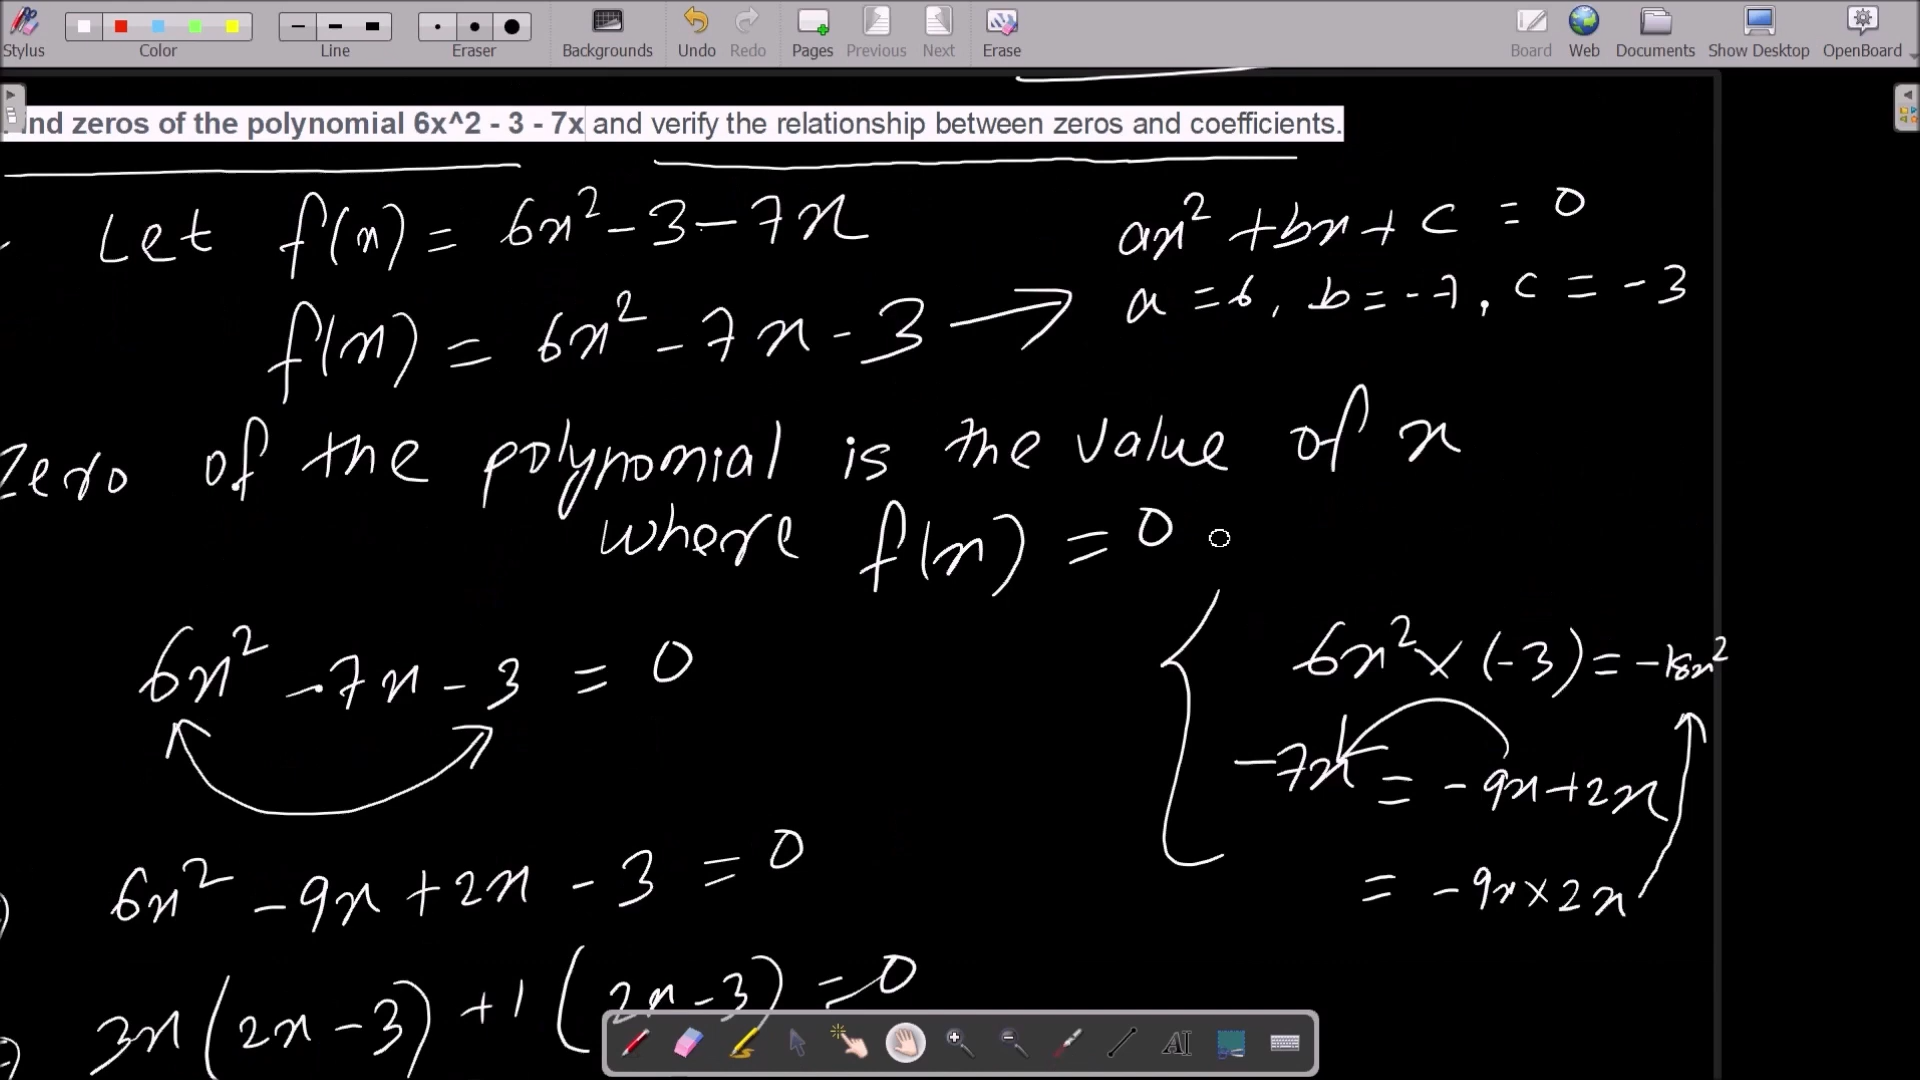 Stylus Color Line Eraser Backgrounds Undo Redo Pages Previous Next Erase Board Web Documents Show Desktop OpenBoard
ind zeros of the polynomial 6x^2 - 3 - 7x and verify the relationship between zeros and coefficients.
Let f(x) = 6x² - 3 - 7x
ax² + bx + c = 0
f(x) = 6x² - 7x - 3 →
a = 6, b = -7, c = -3
Zero of the polynomial is the value of x
where f(x) = 0
6x² - 7x - 3 = 0
6x² × (-3) = -18x²
-7x = -9x + 2x
= -9x × 2x
6x² - 9x + 2x - 3 = 0
3x (2x - 3) + 1 (2x - 3) = 0
AI